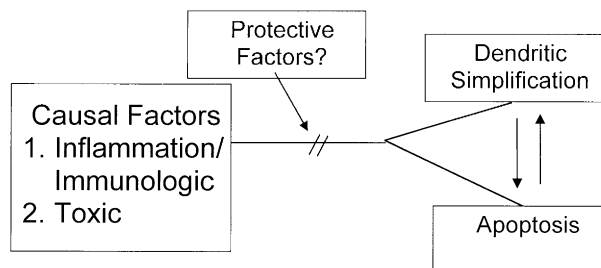 Protective
Factors?
Dendritic
Simplification
Causal Factors
1. Inflammation/
Immunologic
2. Toxic
Apoptosis